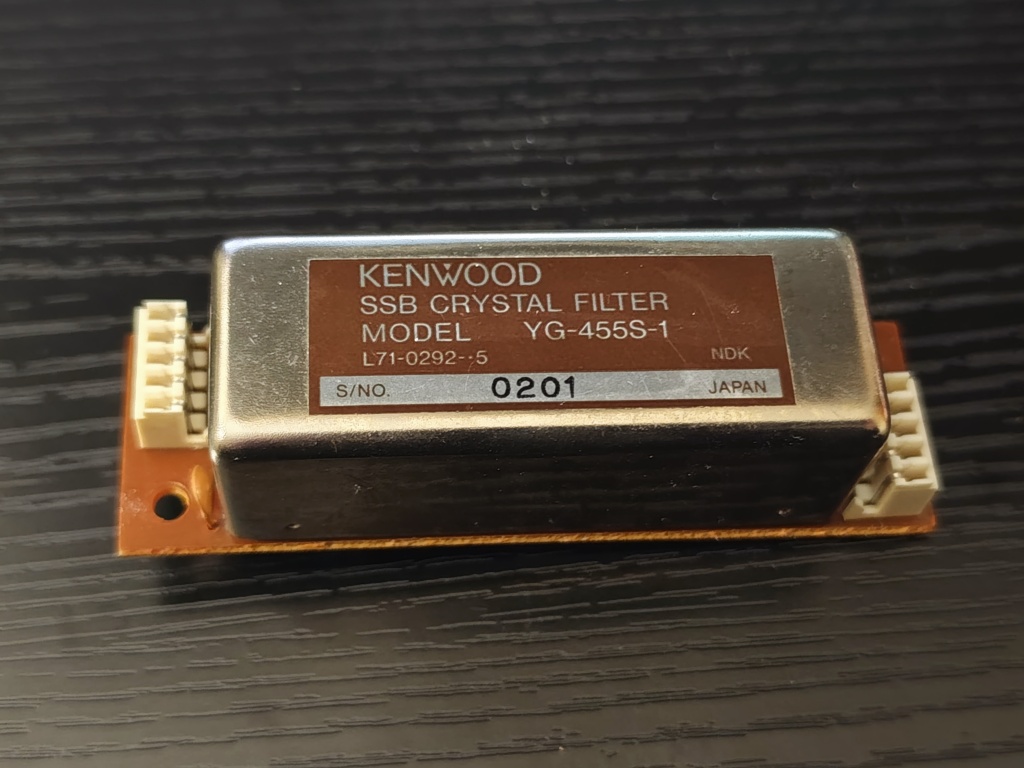 KENWOOD
SSB CRYSTAL FILTER
MODEL YG-455S-1
L71-0292--5 NDK
S/NO. 0201 JAPAN